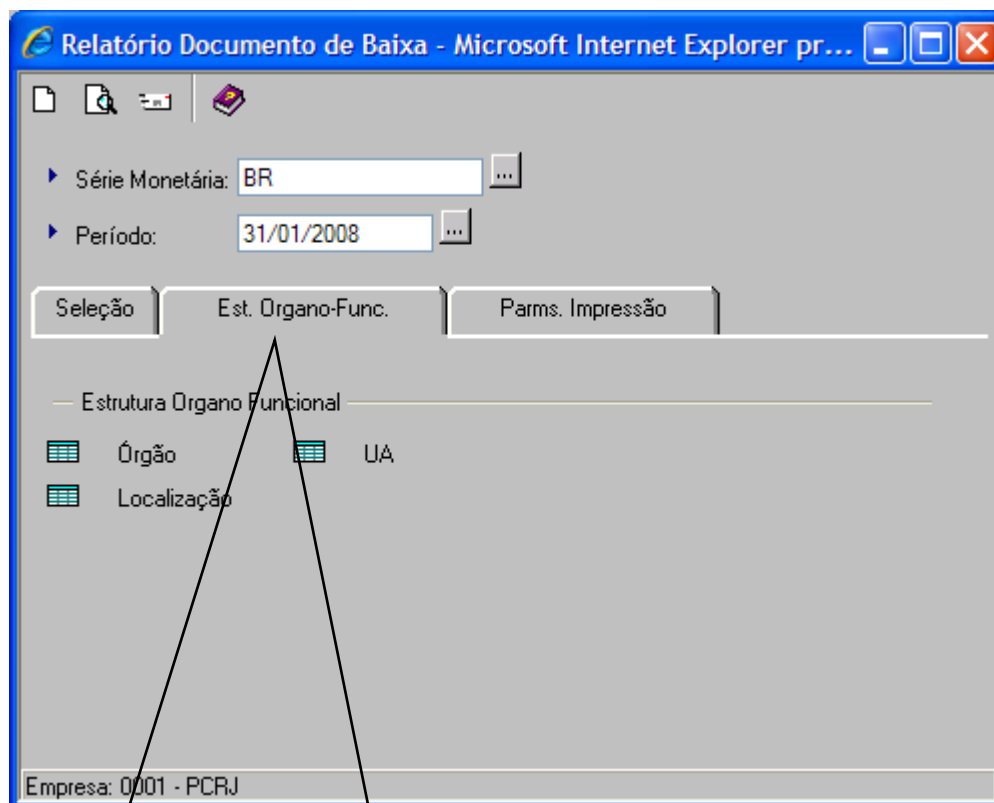 Relatório Documento de Baixa - Microsoft Internet Explorer pr...
Série Monetária: BR ...
Período: 31/01/2008 ...
Seleção Est. Organo-Func. Parms. Impressão
Estrutura Organo Funcional
Órgão UA
Localização
Empresa: 0001 - PCRJ